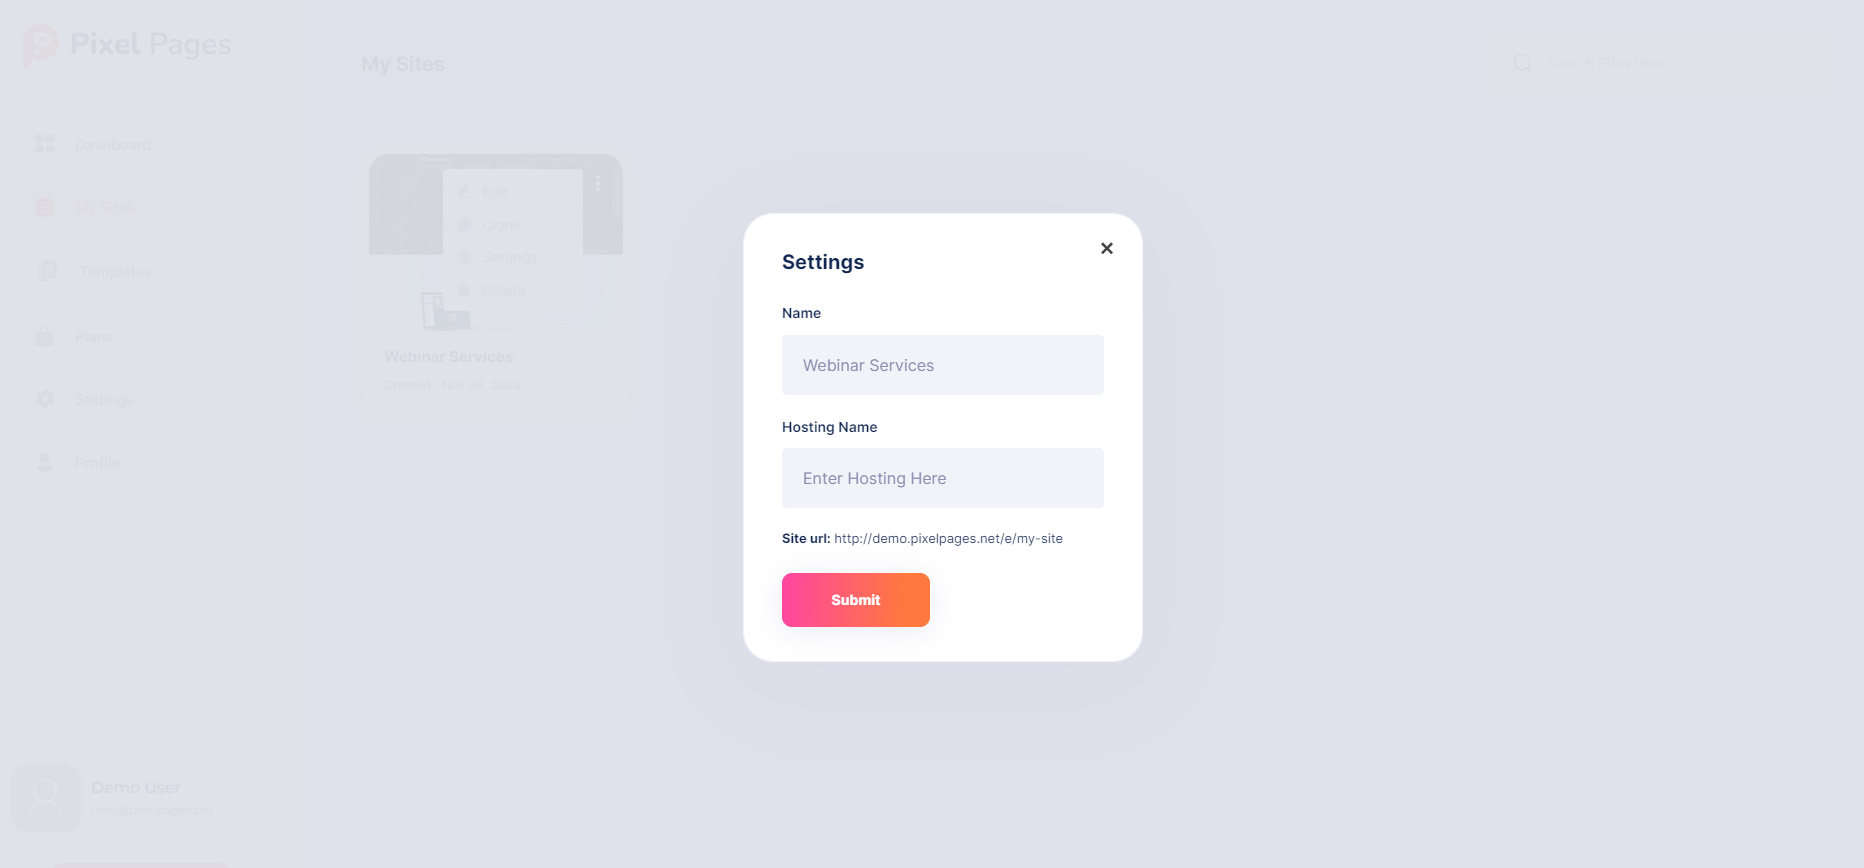 Pixel Pages
My Sites
Search Sites Here
Dashboard
My Sites
Templates
Plans
Settings
Profile
Edit
Clone
Settings
Delete
Webinar Services
Created - Nov 08, 2023
Settings
Name
Webinar Services
Hosting Name
Enter Hosting Here
Site url: http://demo.pixelpages.net/e/my-site
Submit
Demo User
user@pixelpages.net